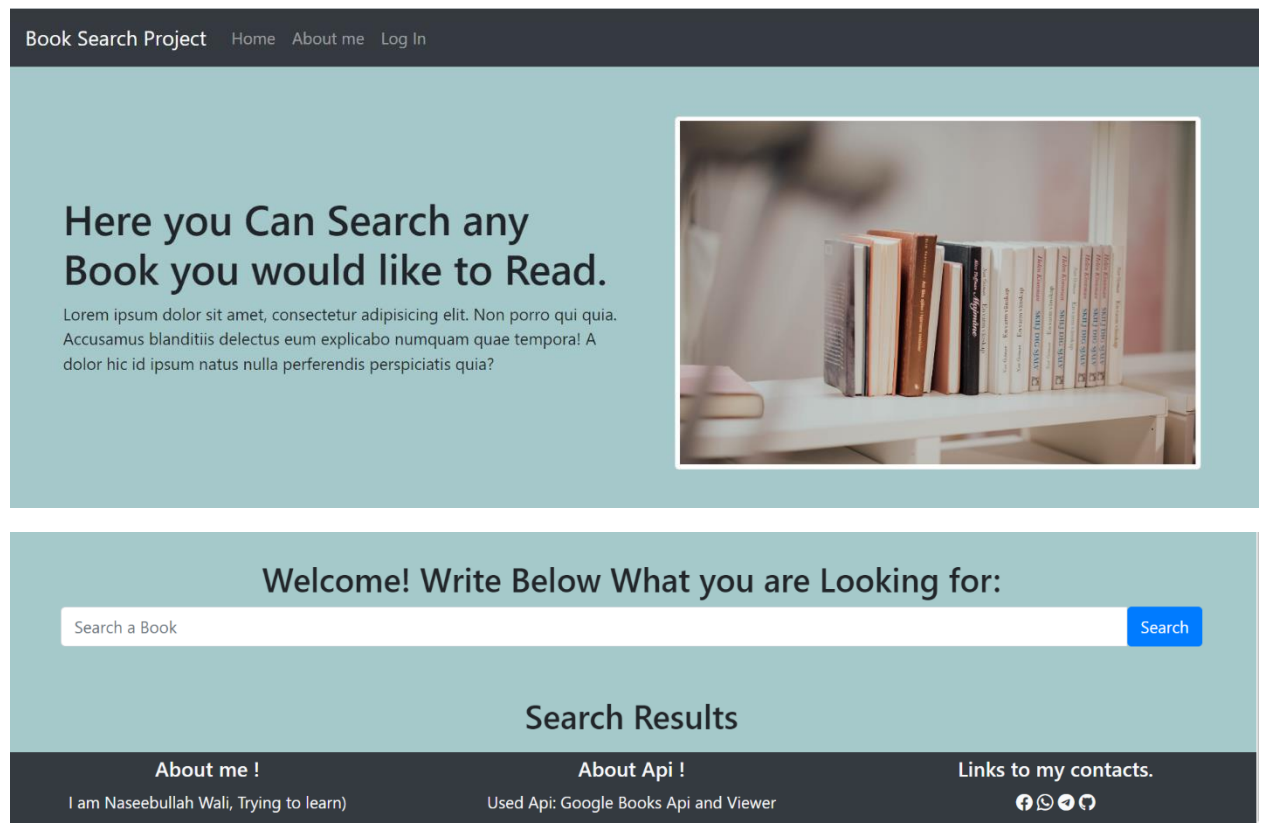 Book Search Project Home About me Log In
Here you Can Search any
Book you would like to Read.
Lorem ipsum dolor sit amet, consectetur adipisicing elit. Non porro qui quia.
Accusamus blanditiis delectus eum explicabo numquam quae tempora! A
dolor hic id ipsum natus nulla perferendis perspiciatis quia?
Welcome! Write Below What you are Looking for:
Search a Book Search
Search Results
About me !
I am Naseebullah Wali, Trying to learn)
About Api !
Used Api: Google Books Api and Viewer
Links to my contacts.